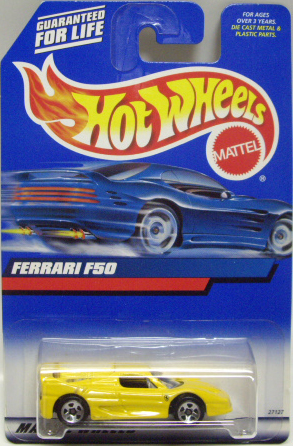 GUARANTEED
FOR LIFE
FOR AGES
OVER 3 YEARS.
DIE CAST METAL &
PLASTIC PARTS.
HOT WHEELS
MATTEL
®
FERRARI F50
27127